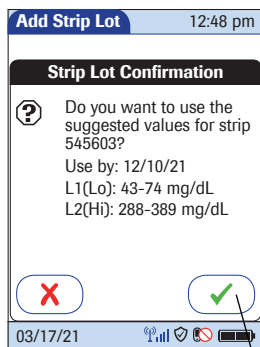 Add Strip Lot 12:48 pm
Strip Lot Confirmation
Do you want to use the
suggested values for strip
545603?
Use by: 12/10/21
L1(Lo): 43-74 mg/dL
L2(Hi): 288-389 mg/dL
03/17/21